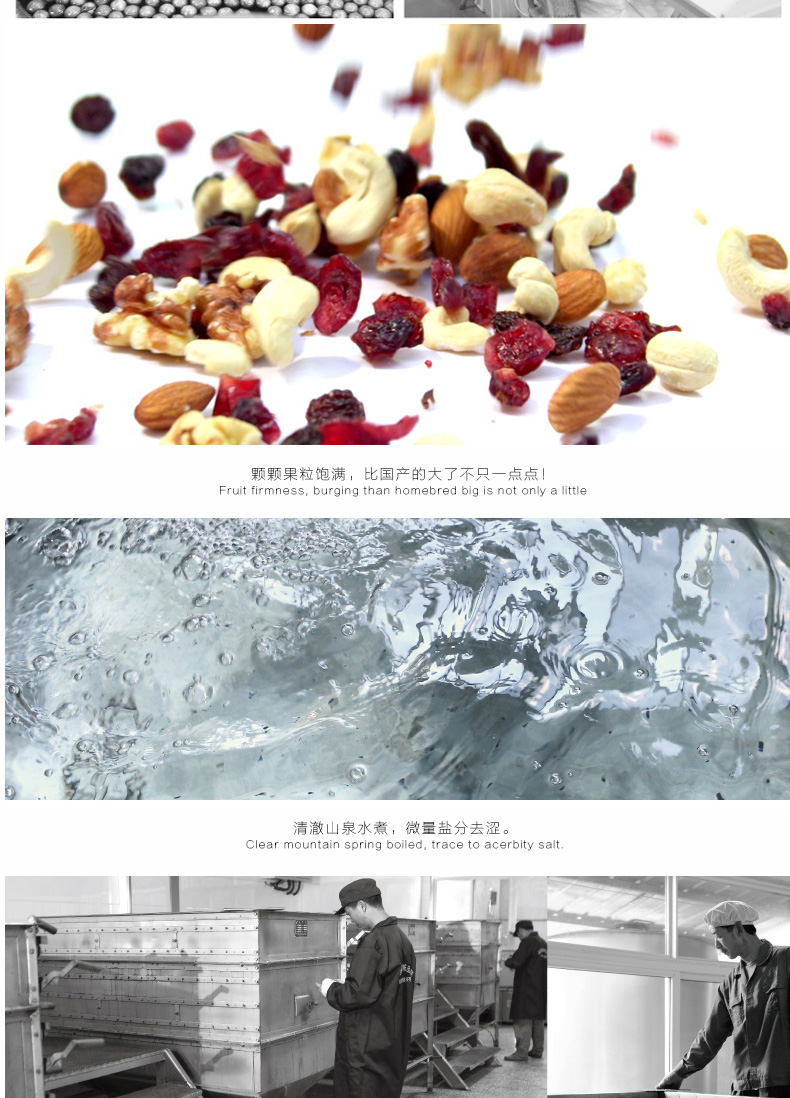 颗颗果粒饱满，比国产的大了不只一点点！
Fruit firmness, burging than homebred big is not only a little
清澈山泉水煮，微量盐分去涩。
Clear mountain spring boiled, trace to acerbity salt.